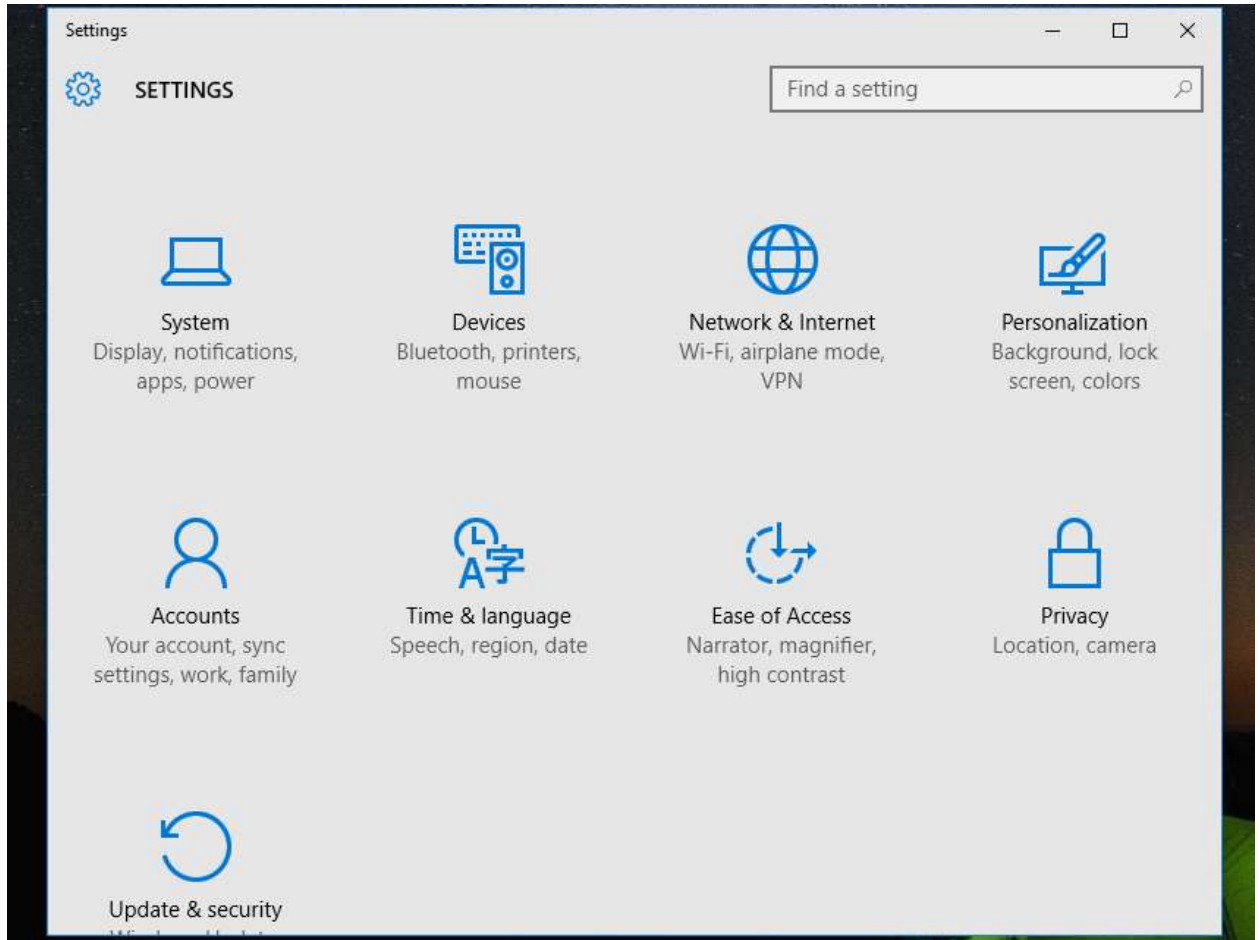 Settings
SETTINGS
Find a setting
System
Display, notifications,
apps, power
Devices
Bluetooth, printers,
mouse
Network & Internet
Wi-Fi, airplane mode,
VPN
Personalization
Background, lock
screen, colors
Accounts
Your account, sync
settings, work, family
Time & language
Speech, region, date
Ease of Access
Narrator, magnifier,
high contrast
Privacy
Location, camera
Update & security